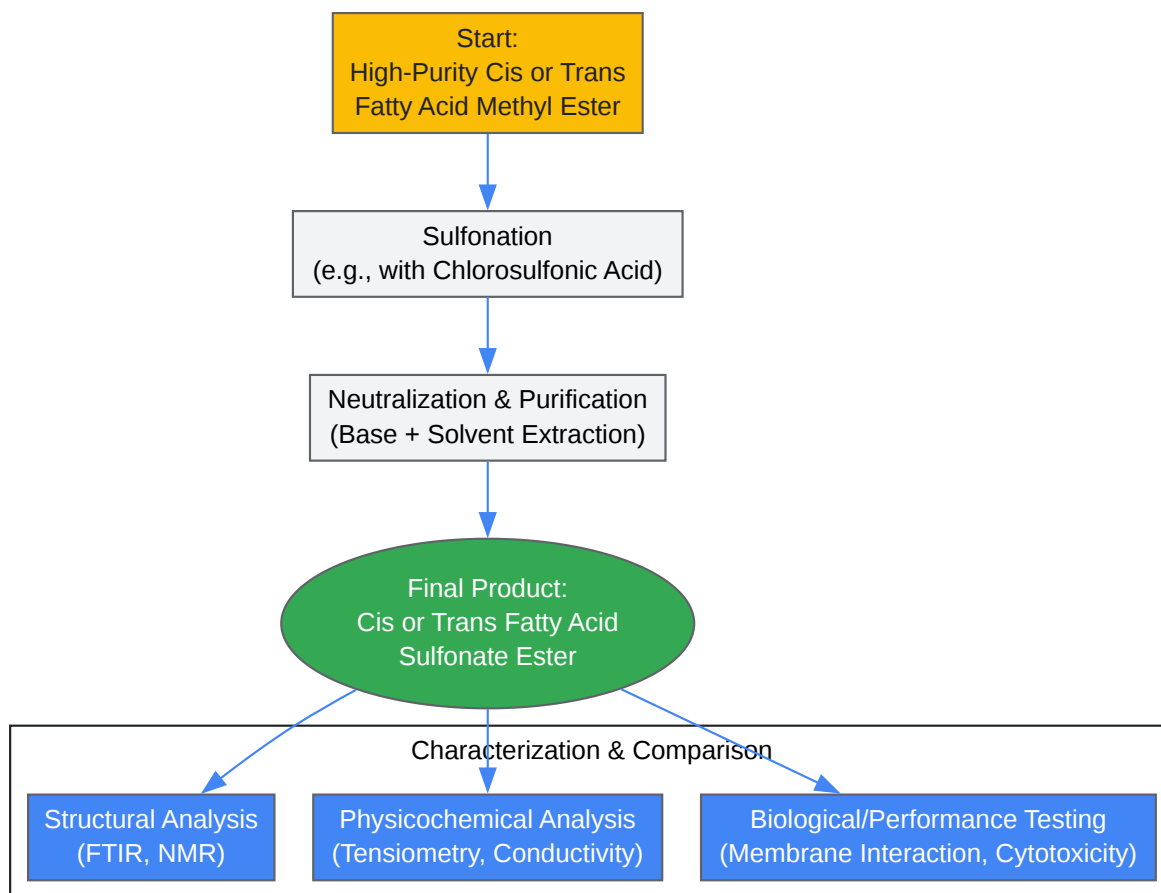 Start:
High-Purity Cis or Trans
Fatty Acid Methyl Ester
Sulfonation
(e.g., with Chlorosulfonic Acid)
Neutralization & Purification
(Base + Solvent Extraction)
Final Product:
Cis or Trans Fatty Acid
Sulfonate Ester
Characterization & Comparison
Structural Analysis
(FTIR, NMR)
Physicochemical Analysis
(Tensiometry, Conductivity)
Biological/Performance Testing
(Membrane Interaction, Cytotoxicity)